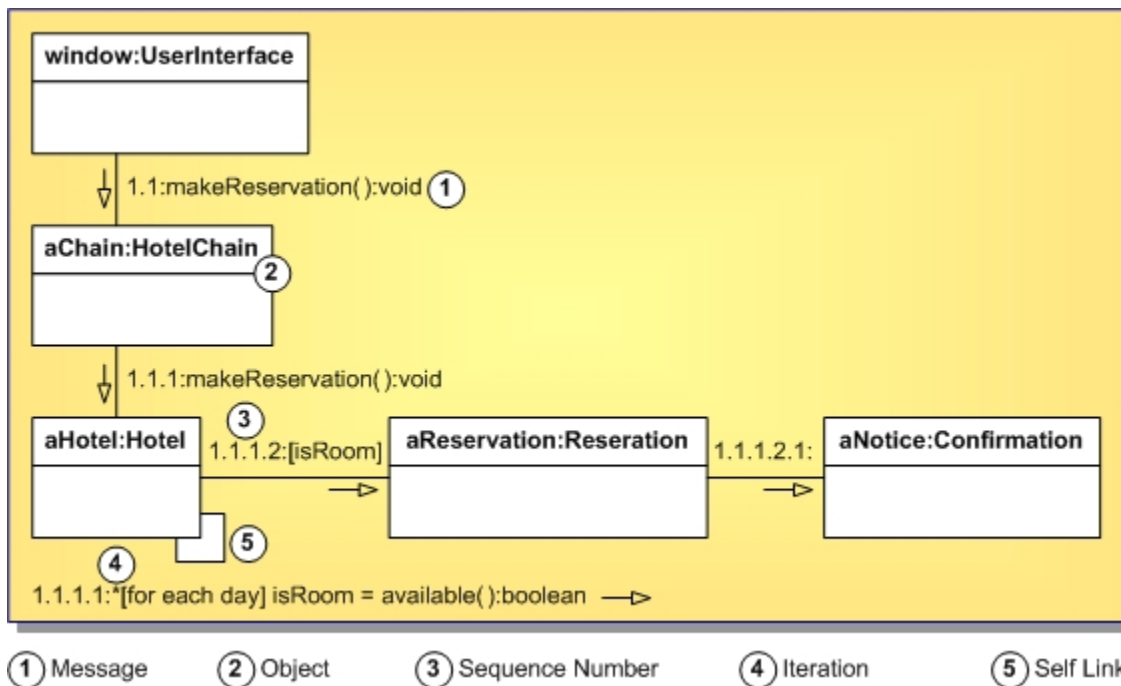 window:UserInterface
1.1:makeReservation( ):void 1
aChain:HotelChain
2
1.1.1:makeReservation( ):void
3
aHotel:Hotel
1.1.1.2:[isRoom]
aReservation:Reseration
1.1.1.2.1:
aNotice:Confirmation
5
4
1.1.1.1:*[for each day] isRoom = available( ):boolean
1 Message 2 Object 3 Sequence Number 4 Iteration 5 Self Link